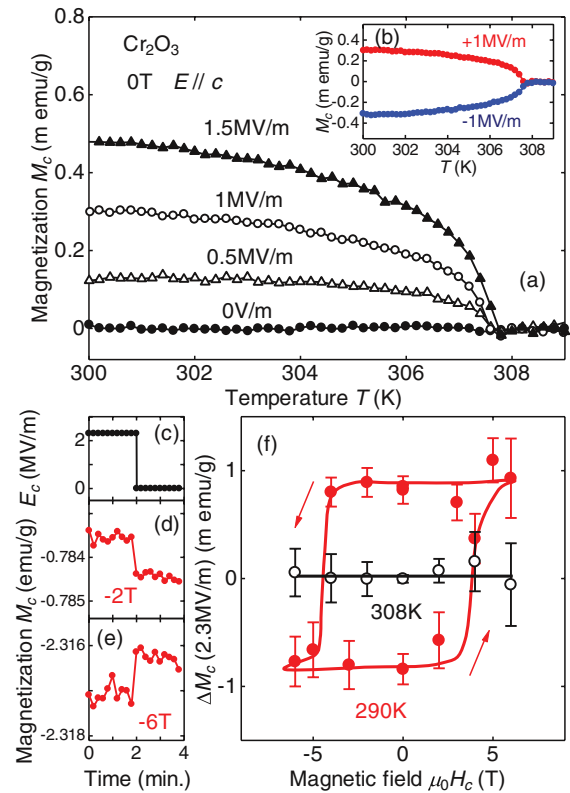 (a)
Cr2O3
0T E // c
1.5MV/m
1MV/m
0.5MV/m
0V/m
Magnetization Mc (m emu/g)
0.8
0.6
0.4
0.2
0
300 302 304 306 308
Temperature T (K)
(b)
+1MV/m
-1MV/m
Mc (m emu/g)
0.4
0.2
0
-0.2
-0.4
300 302 304 306 308
T (K)
(c)
Ec (MV/m)
2
0
(d)
-2T
-0.784
-0.785
Magnetization Mc (emu/g)
(e)
-6T
-2.316
-2.318
0 2 4
Time (min.)
(f)
308K
290K
ΔMc (2.3MV/m) (m emu/g)
1
0
-1
-5 0 5
Magnetic field μ0Hc (T)